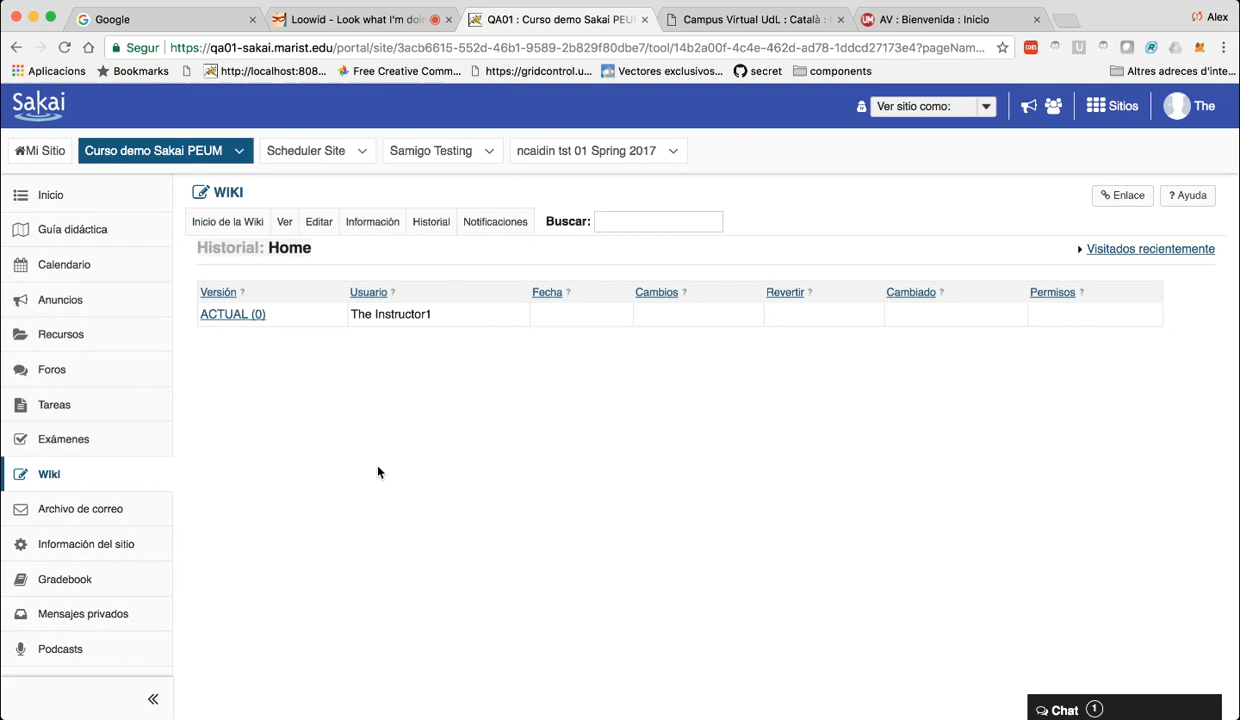 Google
Loowid - Look what I'm doin
QA01 : Curso demo Sakai PEU
Campus Virtual UdL : Català :
AV : Bienvenida : Inicio
Alex
Segur https://qa01-sakai.marist.edu/portal/site/3acb6615-552d-46b1-9589-2b829f80dbe7/tool/14b2a00f-4c4e-462d-ad78-1ddcd27173e4?pageNam...
Aplicacions Bookmarks http://localhost:808... Free Creative Comm... https://gridcontrol.u... Vectores exclusivos... secret components Altres adreces d'inte...
Sakai
Ver sitio como:
Sitios
The
Mi Sitio
Curso demo Sakai PEUM
Scheduler Site
Samigo Testing
ncaidin tst 01 Spring 2017
Inicio
Guía didáctica
Calendario
Anuncios
Recursos
Foros
Tareas
Exámenes
Wiki
Archivo de correo
Información del sitio
Gradebook
Mensajes privados
Podcasts
WIKI
Enlace
? Ayuda
Inicio de la Wiki Ver Editar Información Historial Notificaciones Buscar:
Historial: Home
Visitados recientemente
Versión ? Usuario ? Fecha ? Cambios ? Revertir ? Cambiado ? Permisos ?
ACTUAL (0) The Instructor1
Chat 1